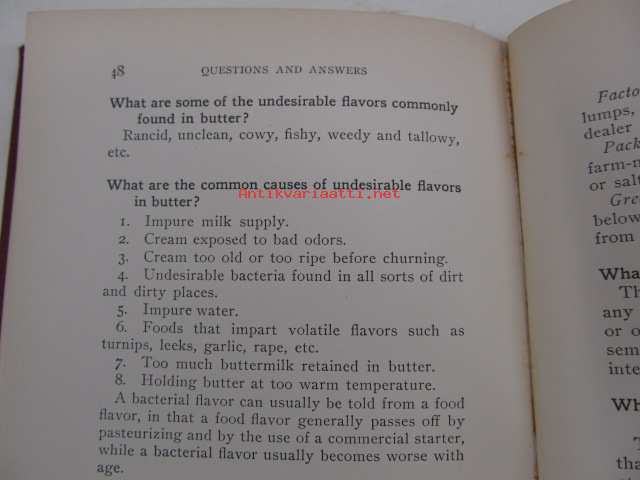 48 QUESTIONS AND ANSWERS
What are some of the undesirable flavors commonly
found in butter?
Rancid, unclean, cowy, fishy, weedy and tallowy,
etc.
What are the common causes of undesirable flavors
in butter?
Antikvariaatti.net
1. Impure milk supply.
2. Cream exposed to bad odors.
3. Cream too old or too ripe before churning.
4. Undesirable bacteria found in all sorts of dirt
and dirty places.
5. Impure water.
6. Foods that impart volatile flavors such as
turnips, leeks, garlic, rape, etc.
7. Too much buttermilk retained in butter.
8. Holding butter at too warm temperature.
A bacterial flavor can usually be told from a food
flavor, in that a food flavor generally passes off by
pasteurizing and by the use of a commercial starter,
while a bacterial flavor usually becomes worse with
age.
Facto
lumps,
dealer
Pack
farm-m
or salt
Gre
below
from
Wha
Th
any
or o
sem
inte
Wh
T
tha